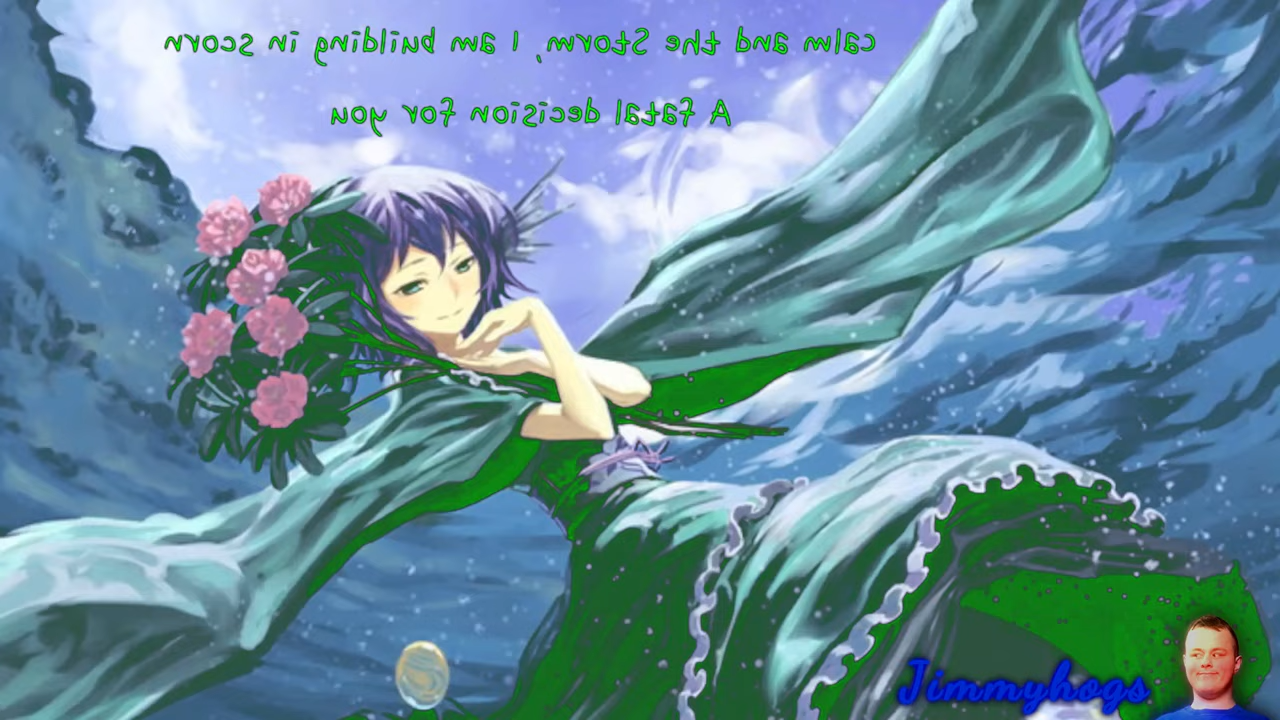 calm and the Storm, I am building in scorn
A fatal decision for you
Jimmyhogs